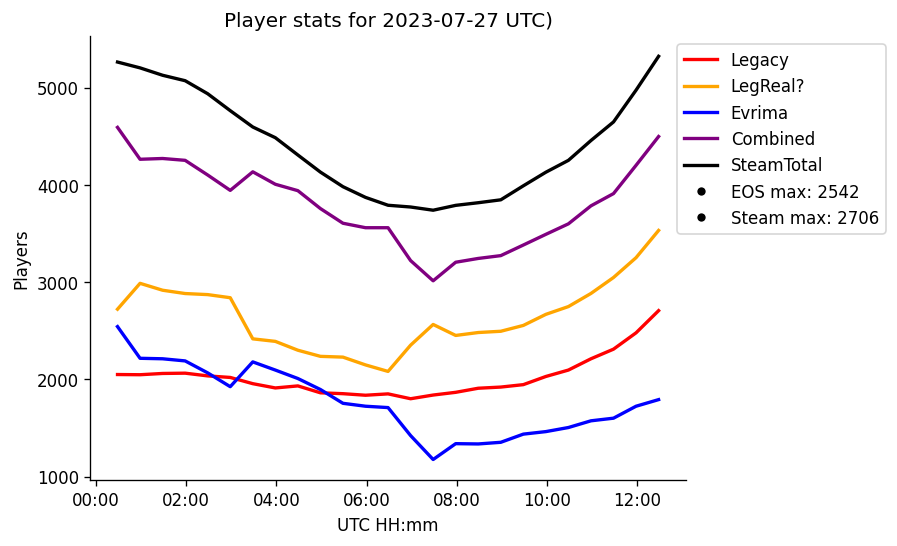 Player stats for 2023-07-27 UTC)
Legacy
LegReal?
Evrima
Combined
SteamTotal
EOS max: 2542
Steam max: 2706
Players
5000
4000
3000
2000
1000
00:00 02:00 04:00 06:00 08:00 10:00 12:00
UTC HH:mm